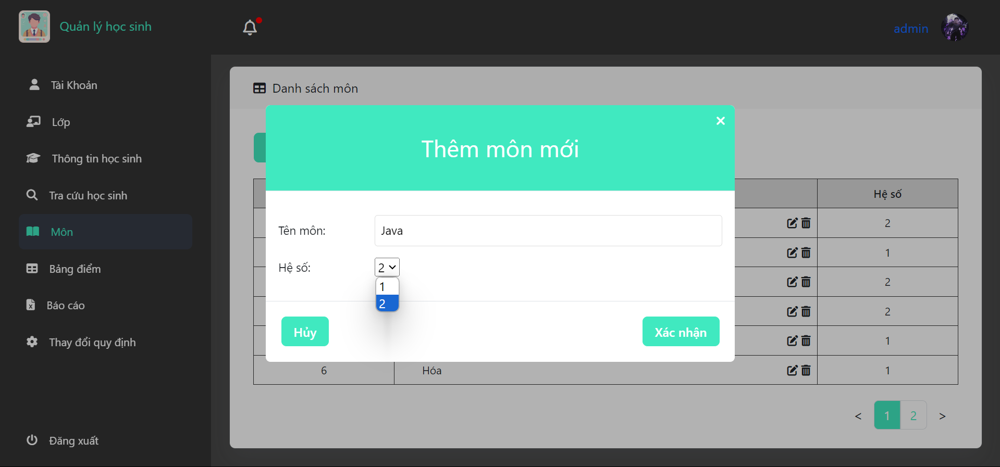 Quản lý học sinh
admin
Tài Khoản
Lớp
Thông tin học sinh
Tra cứu học sinh
Môn
Bảng điểm
Báo cáo
Thay đổi quy định
Đăng xuất
Danh sách môn
Thêm môn mới
Tên môn: Java
Hệ số: 2
1
2
Hủy Xác nhận
Hệ số
2
1
2
2
1
6 Hóa 1
< 1 2 >